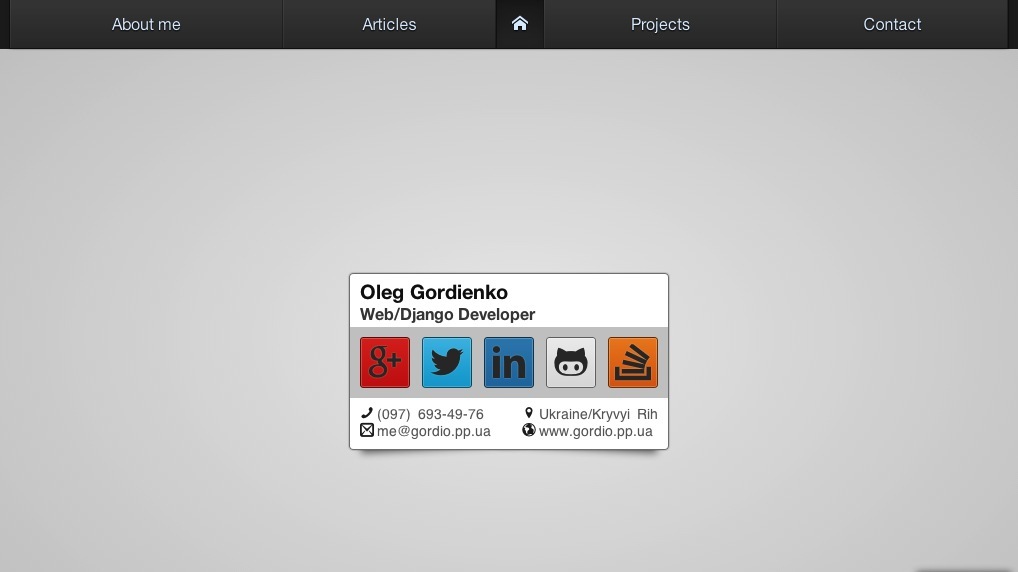 About me
Articles
Projects
Contact
Oleg Gordienko
Web/Django Developer
g+
in
(097) 693-49-76
Ukraine/Kryvyi Rih
me@gordio.pp.ua
www.gordio.pp.ua